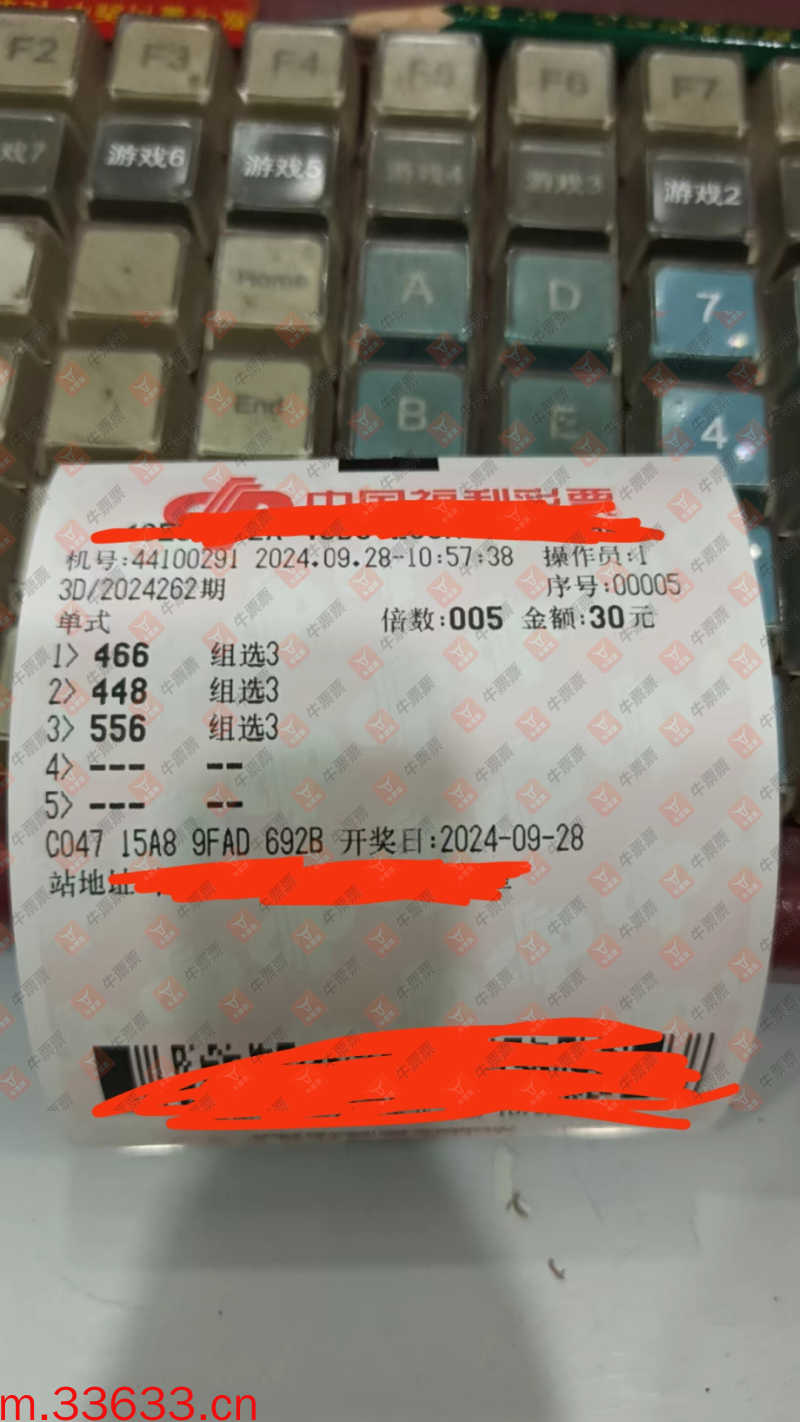 F2 F3 F4 F5 F6 F7
游戏7 游戏6 游戏5 游戏4 游戏3 游戏2
Home A D 7
End B E 4
中国福利彩票
机号:44100291 2024.09.28-10:57:38 操作员:1
3D/2024262期 序号:00005
单式 倍数:005 金额:30元
1> 466 组选3
2> 448 组选3
3> 556 组选3
4> --- --
5> --- --
C047 15A8 9FAD 692B 开奖日:2024-09-28
站地址
牛票票
m.33633.cn